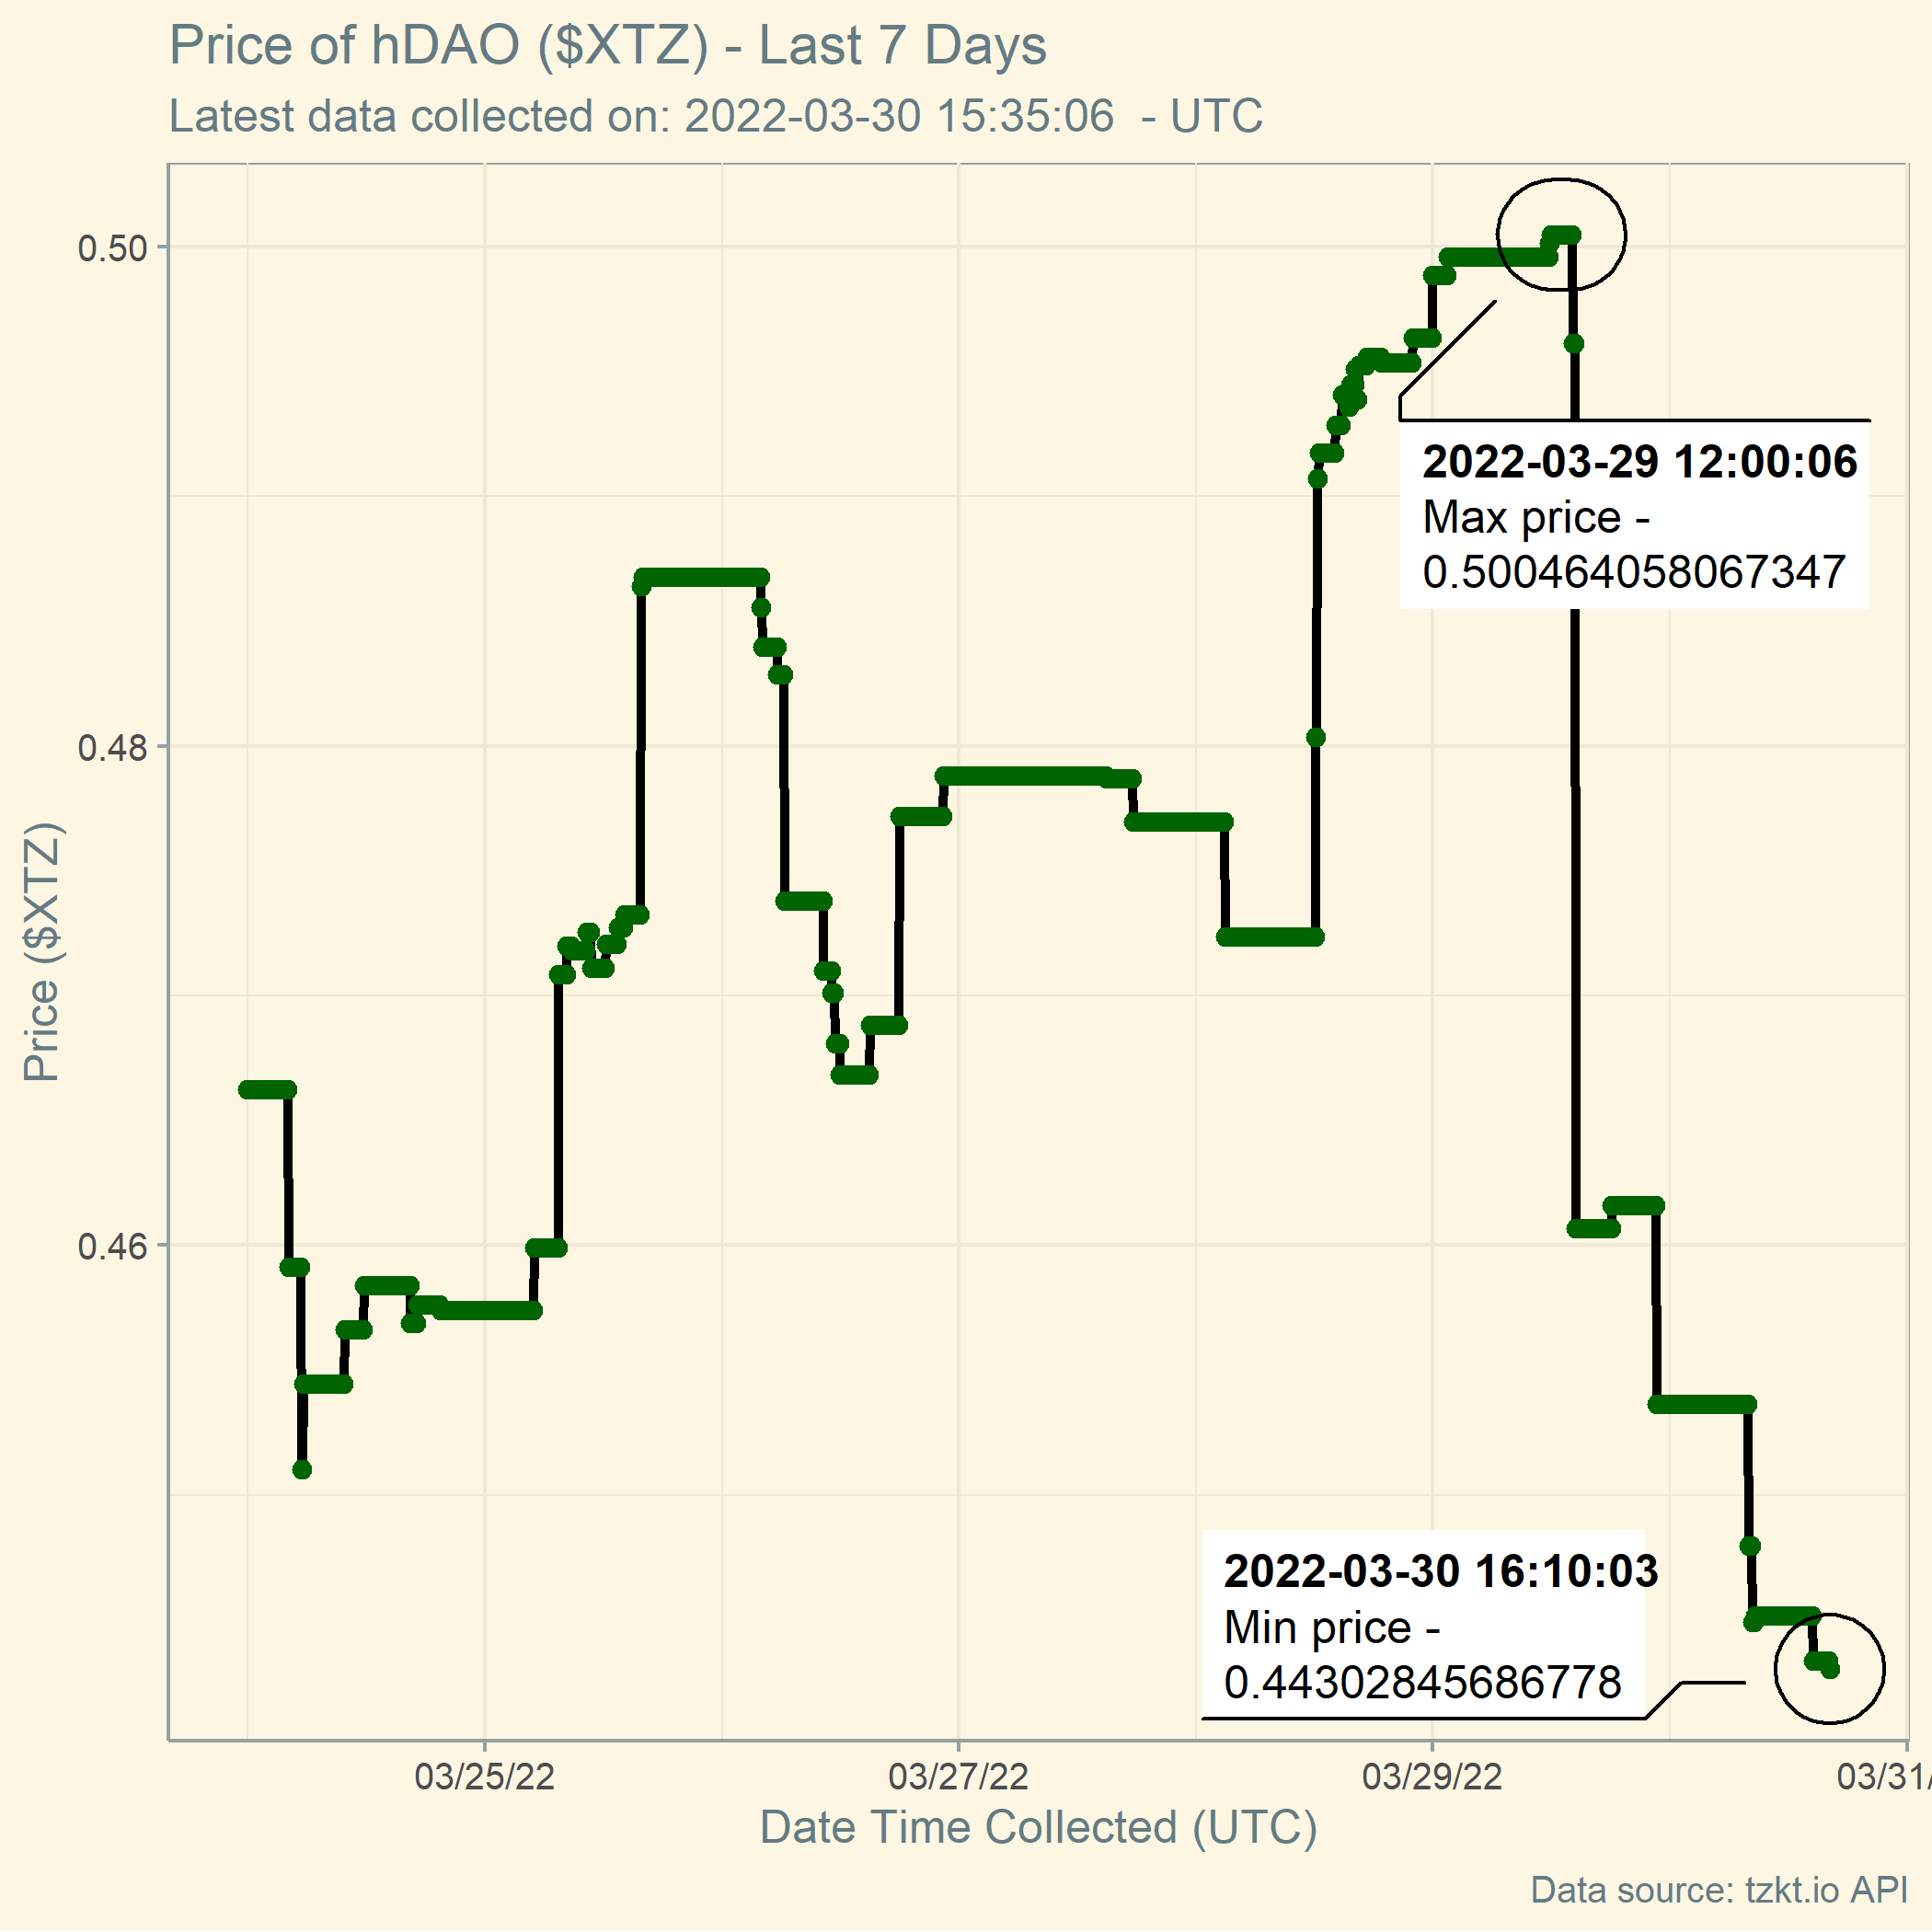 Price of hDAO ($XTZ) - Last 7 Days
Latest data collected on: 2022-03-30 15:35:06  - UTC
0.50
0.48
0.46
Price ($XTZ)
2022-03-29 12:00:06
Max price -
0.500464058067347
2022-03-30 16:10:03
Min price -
0.44302845686778
03/25/22
03/27/22
03/29/22
03/31/
Date Time Collected (UTC)
Data source: tzkt.io API